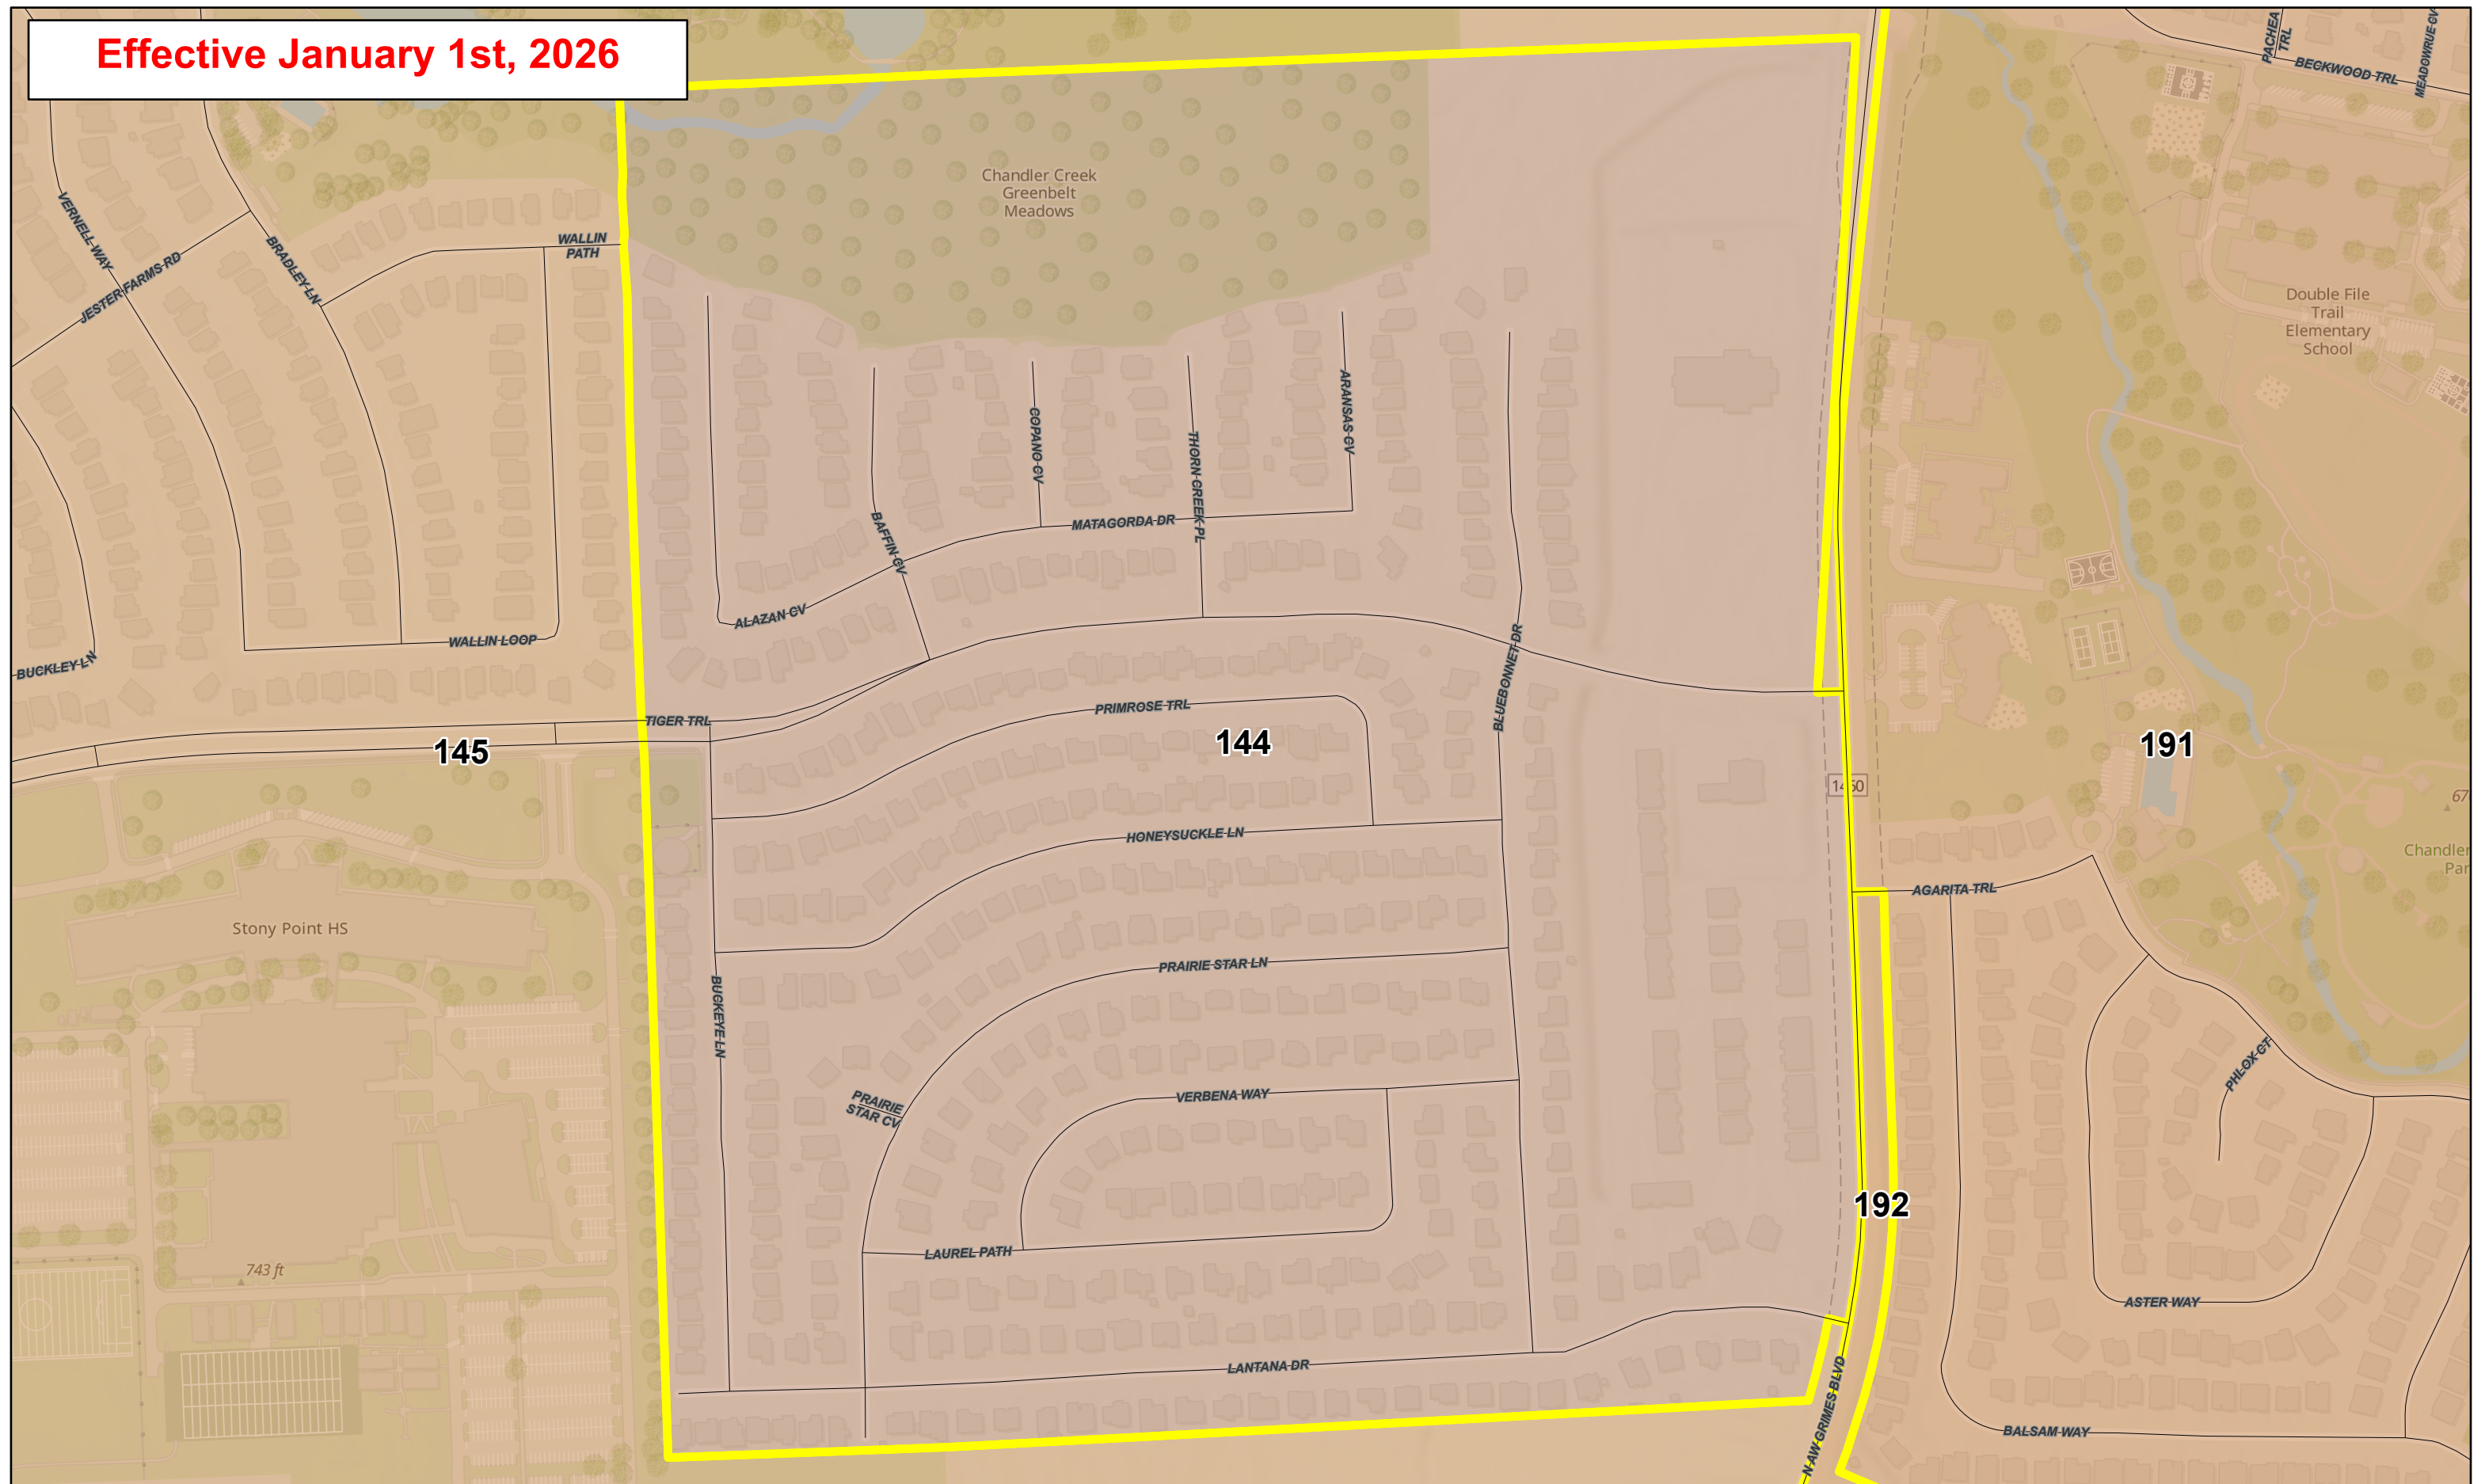 Effective January 1st, 2026
PACHEA
TRL
BECKWOOD TRL
MEADOWRUE CV
Chandler Creek
Greenbelt
Meadows
VERNELL WAY
JESTER FARMS RD
BRADLEY LN
WALLIN
PATH
Double File
Trail
Elementary
School
COPANO CV
THORN CREEK PL
ARANSAS CV
BAFFIN CV
MATAGORDA DR
ALAZAN CV
WALLIN LOOP
BUCKLEY LN
BLUEBONNET DR
TIGER TRL
PRIMROSE TRL
145
144
191
1460
67
HONEYSUCKLE LN
Chandler
Par
AGARITA TRL
Stony Point HS
PRAIRIE STAR LN
BUCKEYE LN
PHLOX CT
PRAIRIE
STAR CV
VERBENA WAY
192
LAUREL PATH
743 ft
ASTER WAY
LANTANA DR
N AW GRIMES BLVD
BALSAM WAY